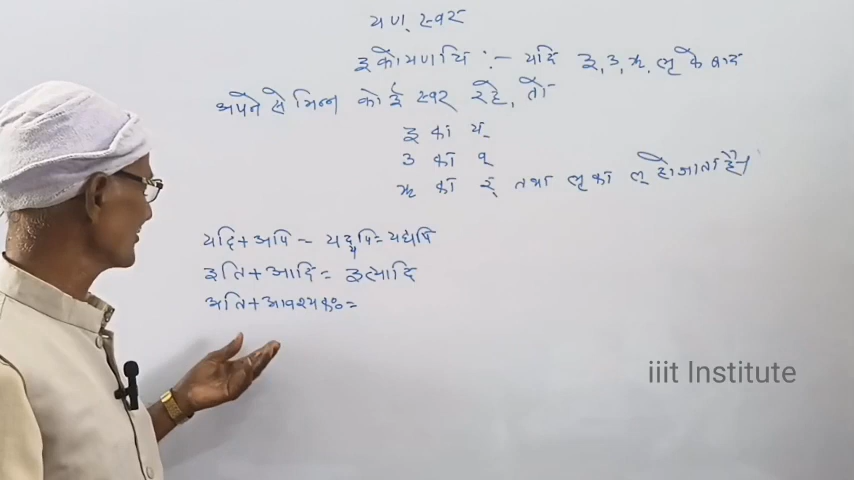 यण् स्वर
इकोयणचि :- यदि इ, उ, ऋ, लृ के बाद
अपने से भिन्न कोई स्वर रहे, तो
इ का य्
उ का व्
ऋ का र् तथा लृ का ल् हो जाता है।
यदि + अपि - यद्यपि = यद्यपि
इति + आदि = इत्यादि
अति + आवश्यक =
iiit Institute